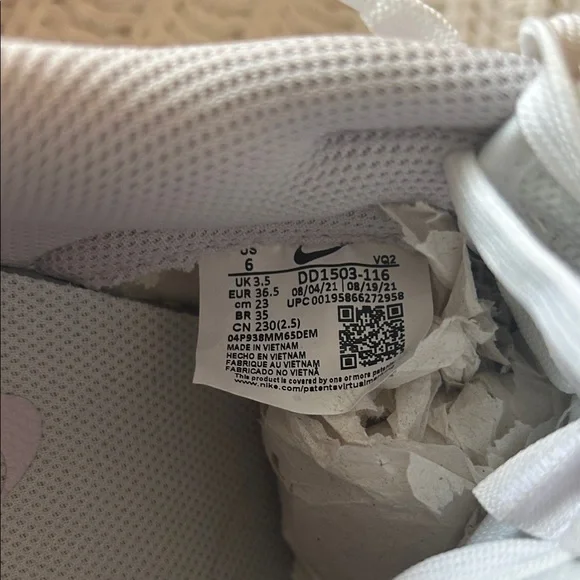 US
6 VQ2
UK 3.5 DD1503-116
EUR 36.5 08/04/21 08/19/21
cm 23 UPC 00195866272958
BR 35
CN 230(2.5)
04P938MM65DEM
MADE IN VIETNAM
HECHO EN VIETNAM
FABRIQUE AU VIETNAM
FABRICADO NO VIETNÃ
This product is covered by one or more
www.nike.com/